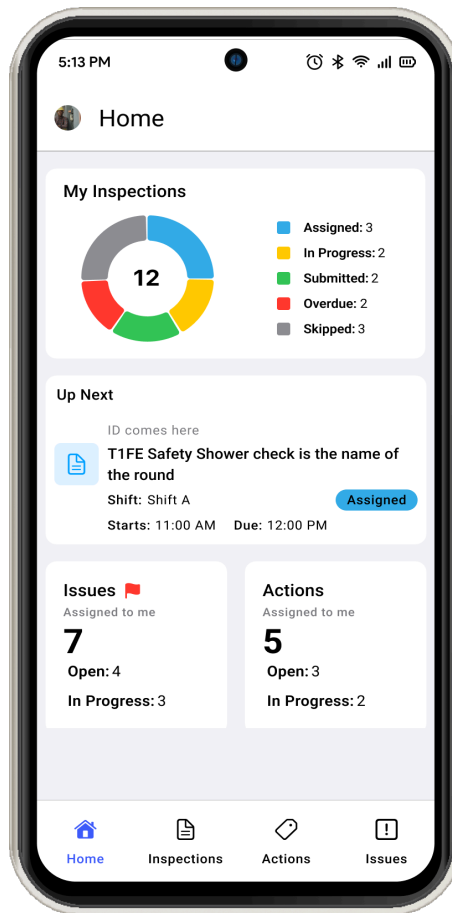 5:13 PM
Home
My Inspections
12
Assigned: 3
In Progress: 2
Submitted: 2
Overdue: 2
Skipped: 3
Up Next
ID comes here
T1FE Safety Shower check is the name of
the round
Shift: Shift A
Assigned
Starts: 11:00 AM Due: 12:00 PM
Issues
Assigned to me
7
Open: 4
In Progress: 3
Actions
Assigned to me
5
Open: 3
In Progress: 2
Home
Inspections
Actions
Issues